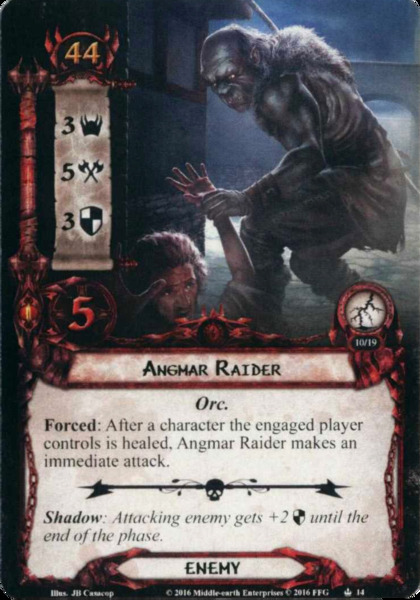 44
3
5
3
5
10/19
ANGMAR RAIDER
Orc.
Forced: After a character the engaged player
controls is healed, Angmar Raider makes an
immediate attack.
Shadow: Attacking enemy gets +2 until the
end of the phase.
ENEMY
Illus. JB Casacop © 2016 Middle-earth Enterprises © 2016 FFG 14